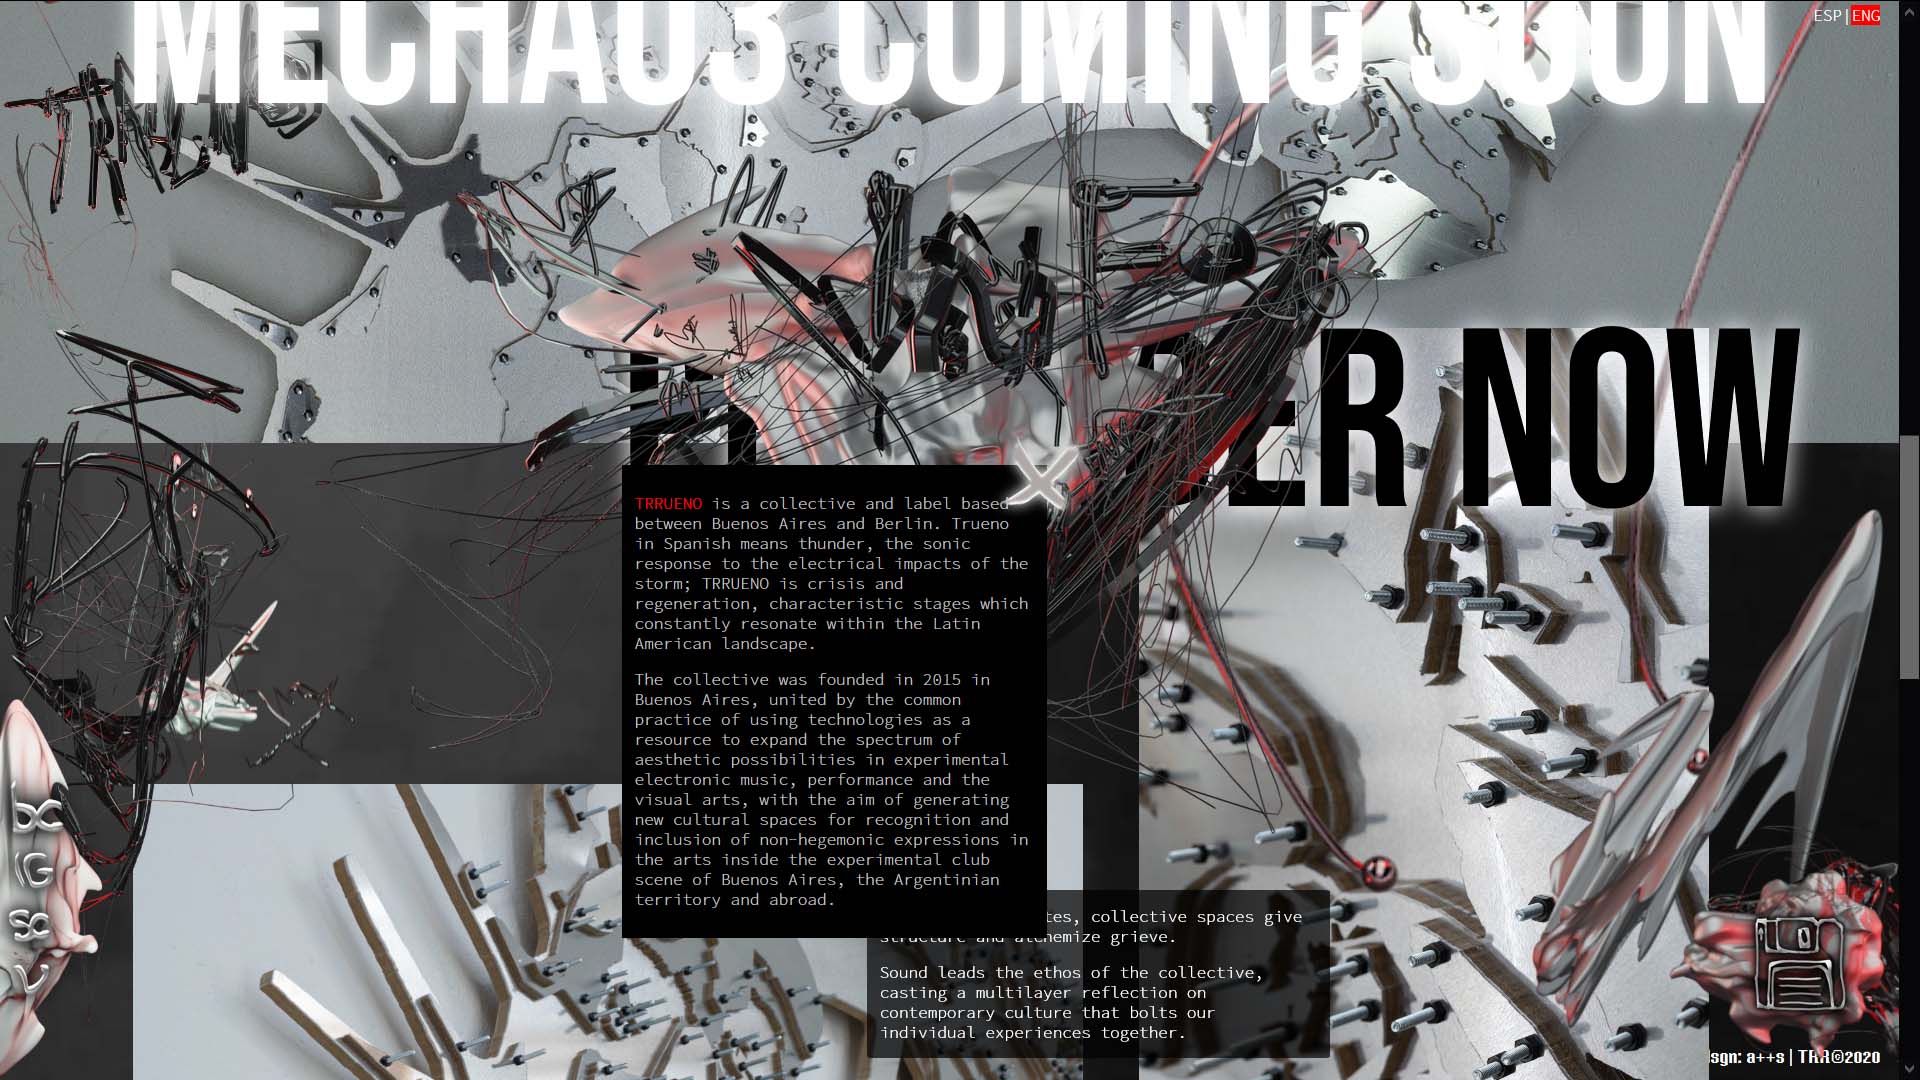 MECHA03 COMING SOON
ESP|ENG
ER NOW
TRRUENO is a collective and label based
between Buenos Aires and Berlin. Trueno
in Spanish means thunder, the sonic
response to the electrical impacts of the
storm; TRRUENO is crisis and
regeneration, characteristic stages which
constantly resonate within the Latin
American landscape.
The collective was founded in 2015 in
Buenos Aires, united by the common
practice of using technologies as a
resource to expand the spectrum of
aesthetic possibilities in experimental
electronic music, performance and the
visual arts, with the aim of generating
new cultural spaces for recognition and
inclusion of non-hegemonic expressions in
the arts inside the experimental club
scene of Buenos Aires, the Argentinian
territory and abroad.
tes, collective spaces give
structure and alchemize grieve.
Sound leads the ethos of the collective,
casting a multilayer reflection on
contemporary culture that bolts our
individual experiences together.
bc
IG
sc
sgn: a++s | TRR©2020